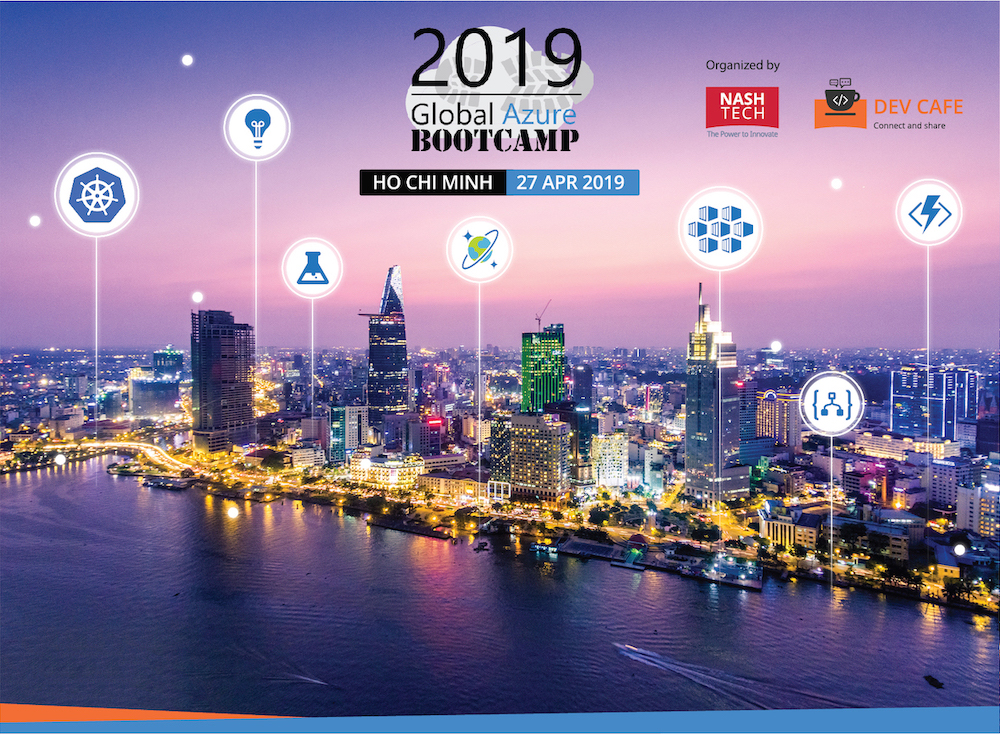 2019
Global Azure
BOOTCAMP
HO CHI MINH 27 APR 2019
Organized by
NASH
TECH
The Power to Innovate
DEV CAFE
Connect and share